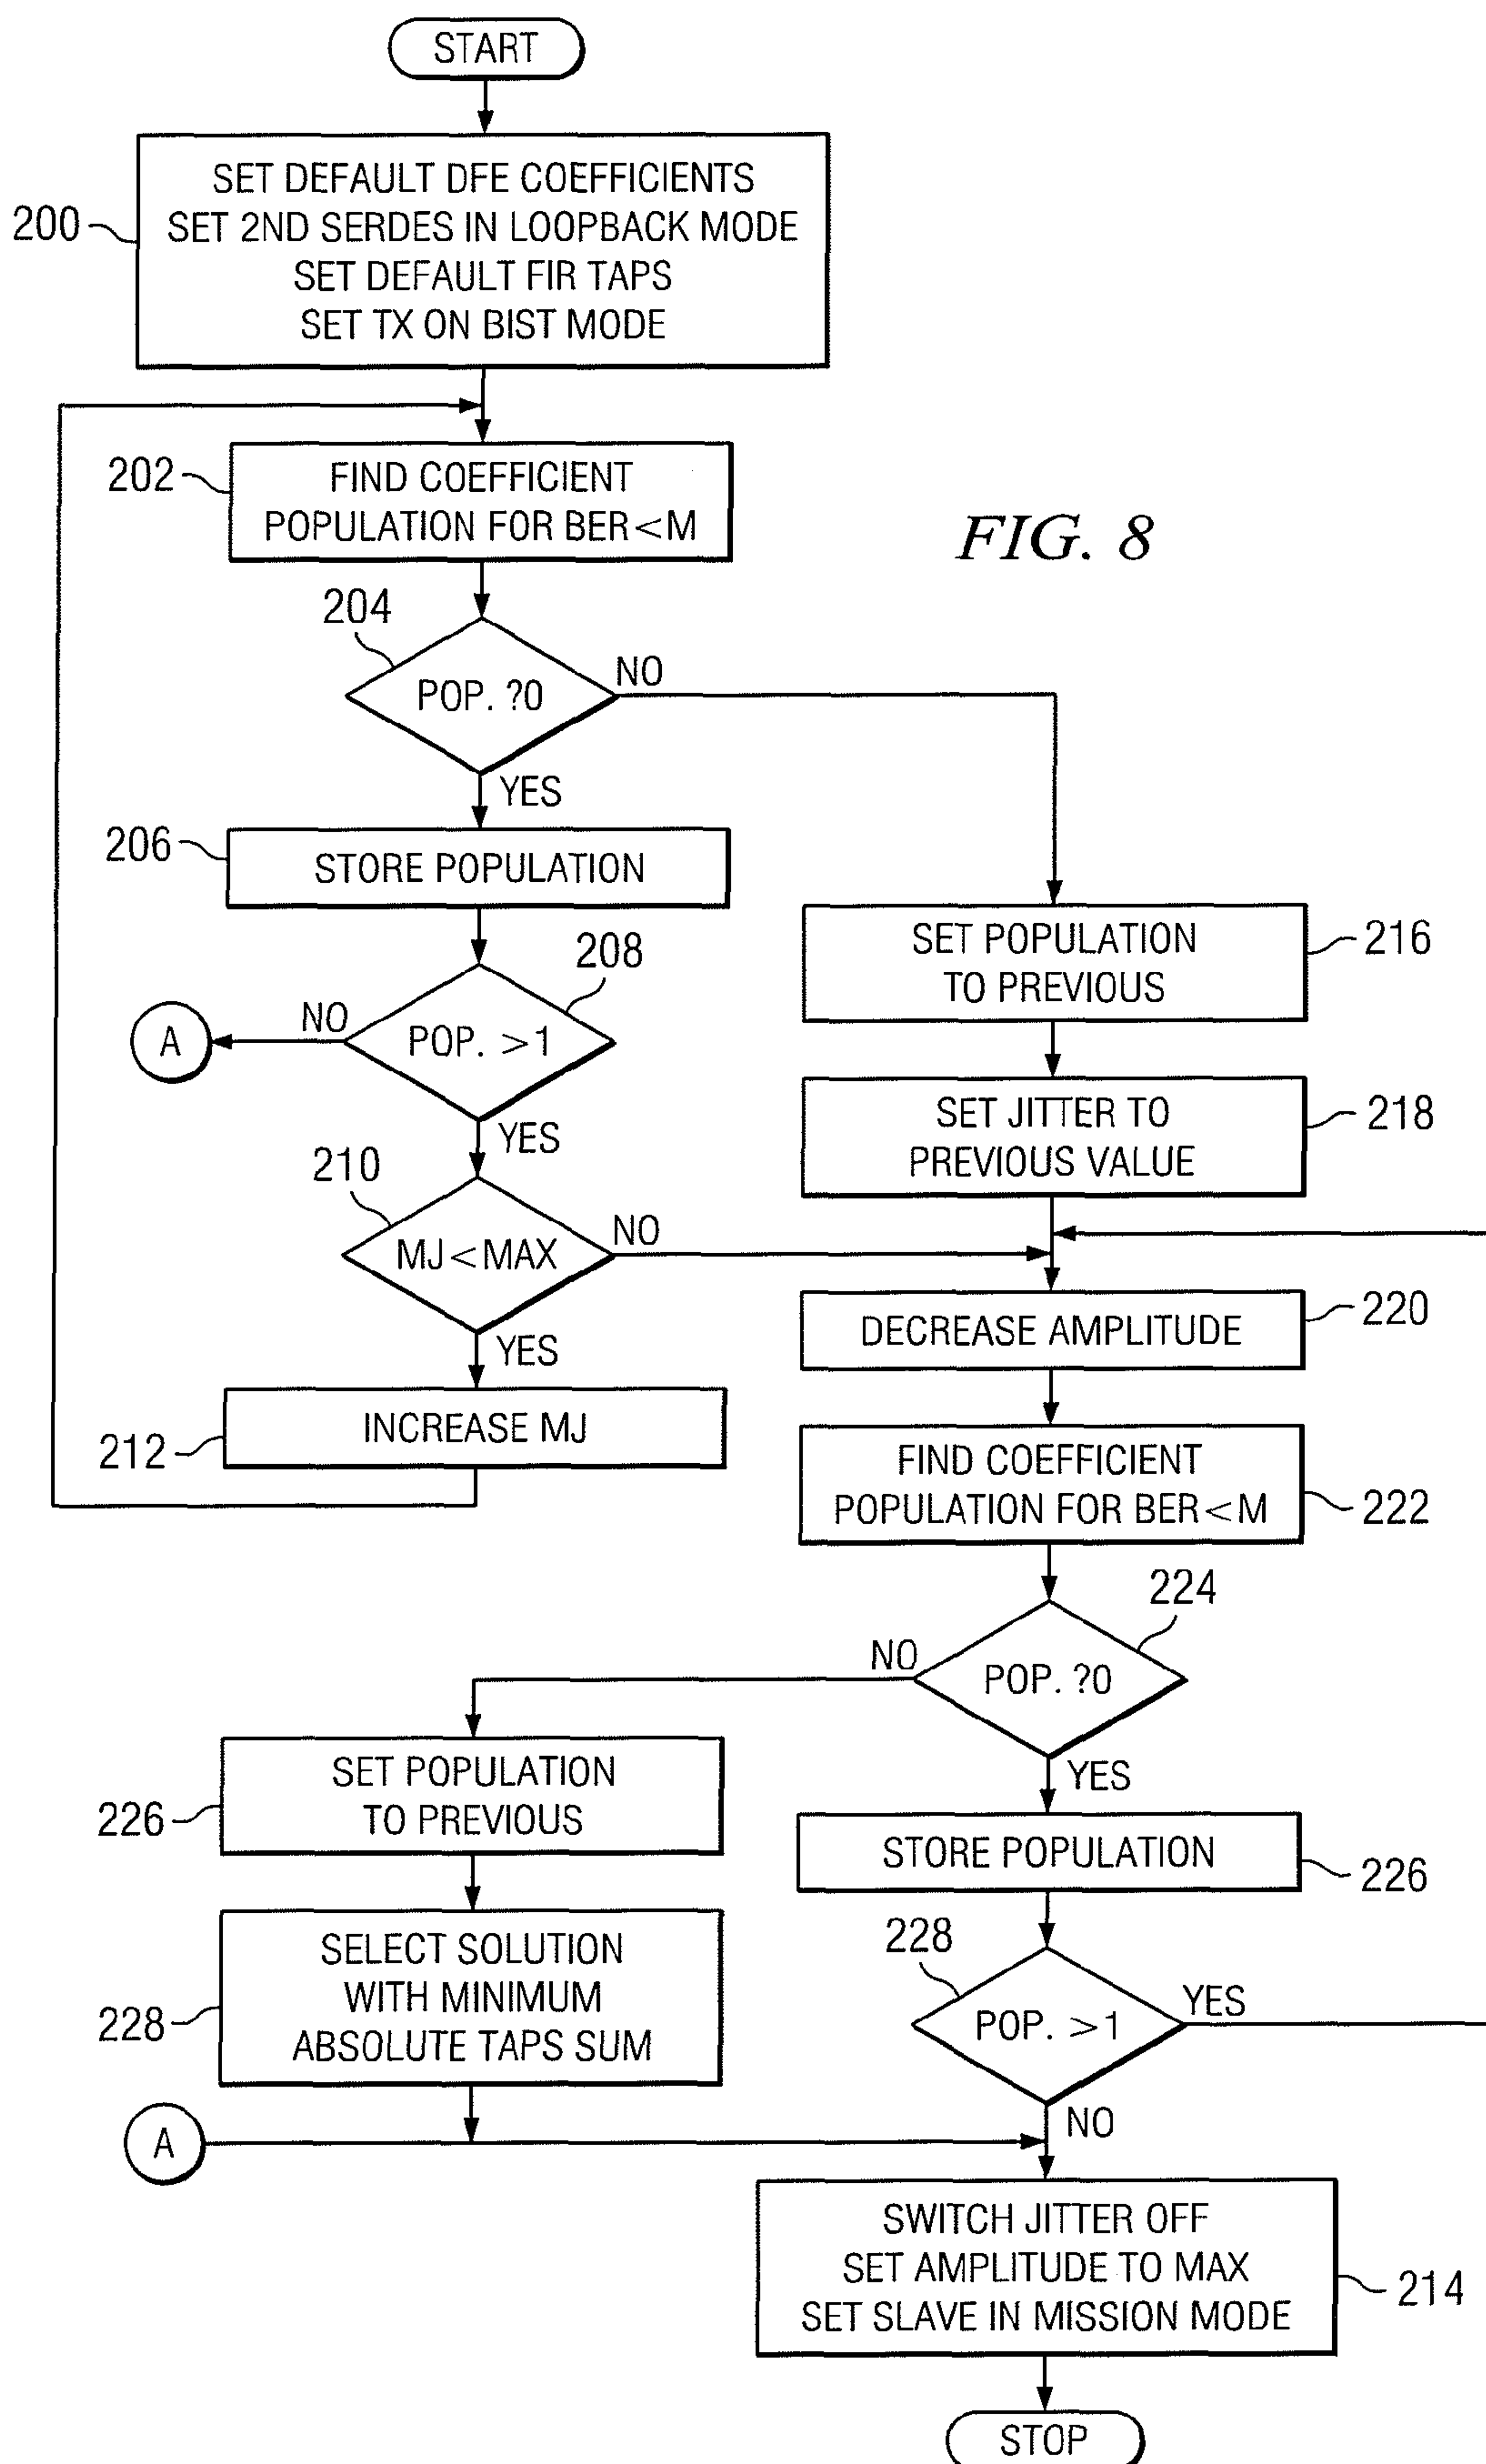 START
200
SET DEFAULT DFE COEFFICIENTS
SET 2ND SERDES IN LOOPBACK MODE
SET DEFAULT FIR TAPS
SET TX ON BIST MODE
202
FIND COEFFICIENT
POPULATION FOR BER<M
FIG. 8
204
POP. ?0
NO
YES
206
STORE POPULATION
208
POP. >1
NO
A
YES
210
MJ<MAX
NO
YES
212
INCREASE MJ
SET POPULATION
TO PREVIOUS
216
SET JITTER TO
PREVIOUS VALUE
218
DECREASE AMPLITUDE
220
FIND COEFFICIENT
POPULATION FOR BER<M
222
224
POP. ?0
NO
YES
SET POPULATION
TO PREVIOUS
226
STORE POPULATION
226
SELECT SOLUTION
WITH MINIMUM
ABSOLUTE TAPS SUM
228
228
POP. >1
YES
NO
A
SWITCH JITTER OFF
SET AMPLITUDE TO MAX
SET SLAVE IN MISSION MODE
214
STOP